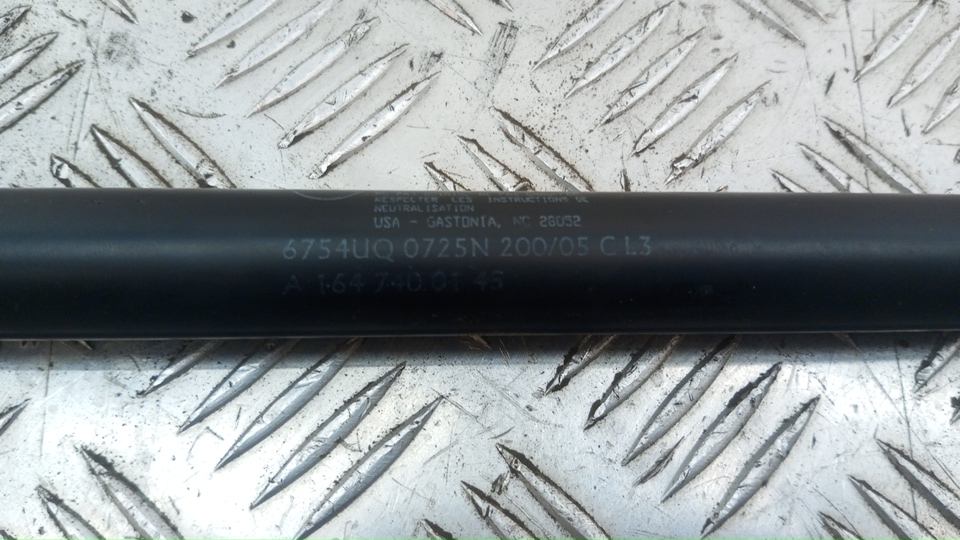 RESPECTER LES INSTRUCTIONS DE
NEUTRALISATION
USA - GASTONIA, NC 28052
6754UQ 0725N 200/05 C L3
A 164 740 01 45